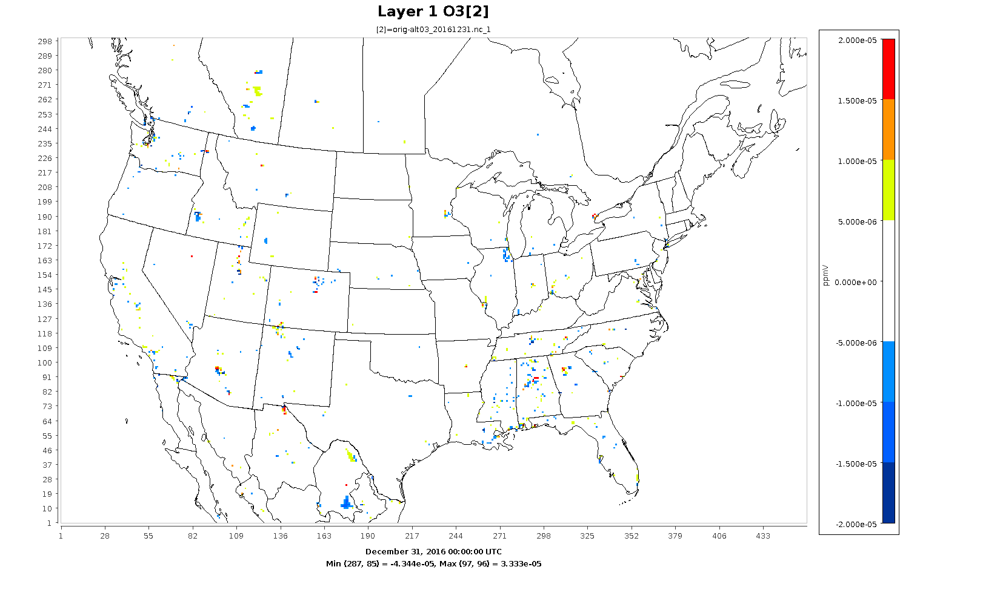 Layer 1 O3[2]
[2]=orig-alt03_20161231.nc_1
298
289
280
271
262
253
244
235
226
217
208
199
190
181
172
163
154
145
136
127
118
109
100
91
82
73
64
55
46
37
28
19
10
1
1 28 55 82 109 136 163 190 217 244 271 298 325 352 379 406 433
2.000e-05
1.500e-05
1.000e-05
5.000e-06
0.000e+00
-5.000e-06
-1.000e-05
-1.500e-05
-2.000e-05
ppmV
December 31, 2016 00:00:00 UTC
Min (287, 85) = -4.344e-05, Max (97, 96) = 3.333e-05